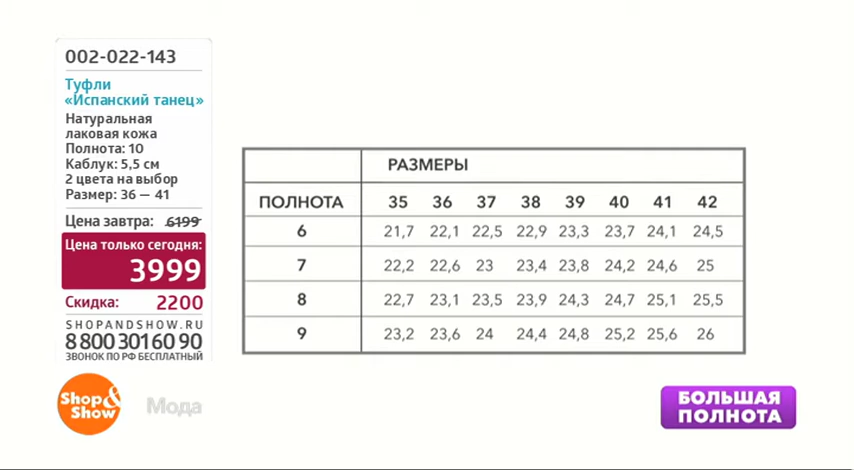 002-022-143
Туфли
«Испанский танец»
Натуральная
лаковая кожа
Полнота: 10
Каблук: 5,5 см
2 цвета на выбор
Размер: 36 — 41
Цена завтра: 6199
Цена только сегодня:
3999
Скидка: 2200
SHOPANDSHOW.RU
8 800 301 60 90
ЗВОНОК ПО РФ БЕСПЛАТНЫЙ
РАЗМЕРЫ
ПОЛНОТА 35 36 37 38 39 40 41 42
6 21,7 22,1 22,5 22,9 23,3 23,7 24,1 24,5
7 22,2 22,6 23 23,4 23,8 24,2 24,6 25
8 22,7 23,1 23,5 23,9 24,3 24,7 25,1 25,5
9 23,2 23,6 24 24,4 24,8 25,2 25,6 26
Shop&
Show
Мода
БОЛЬШАЯ
ПОЛНОТА